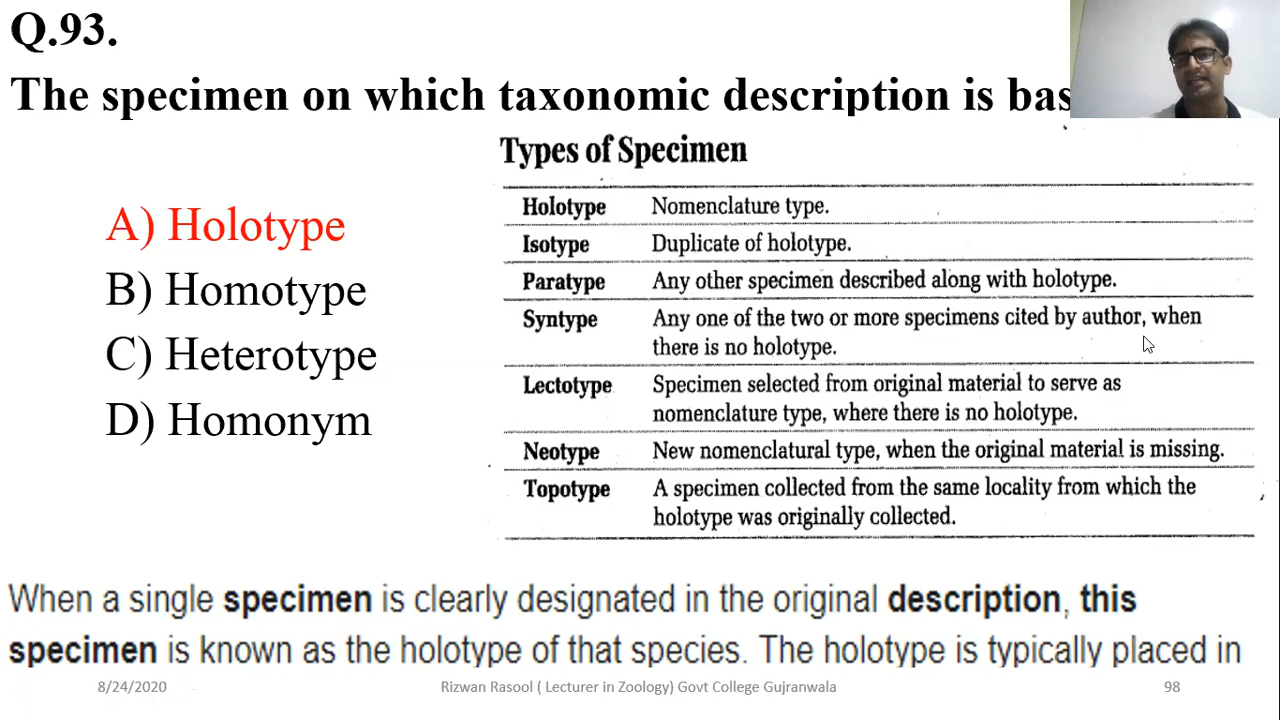 Q.93.
The specimen on which taxonomic description is
A) Holotype
B) Homotype
C) Heterotype
D) Homonym
Types of Specimen
Holotype Nomenclature type.
Isotype Duplicate of holotype.
Paratype Any other specimen described along with holotype.
Syntype Any one of the two or more specimens cited by author, when
there is no holotype.
Lectotype Specimen selected from original material to serve as
nomenclature type, where there is no holotype.
Neotype New nomenclatural type, when the original material is missing.
Topotype A specimen collected from the same locality from which the
holotype was originally collected.
When a single specimen is clearly designated in the original description, this
specimen is known as the holotype of that species. The holotype is typically placed in
8/24/2020 Rizwan Rasool ( Lecturer in Zoology) Govt College Gujranwala 98